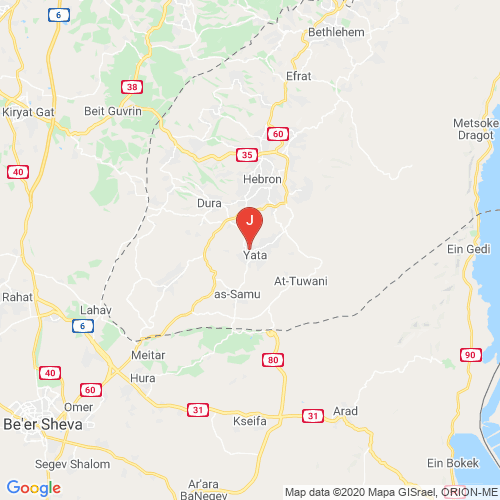 6
Bethlehem
Efrat
38
Beit Guvrin
Kiryat Gat
60
Metsoke
Dragot
35
40
Hebron
Dura
J
Yata
Ein Gedi
At-Tuwani
as-Samu
Rahat
Lahav
6
Meitar
90
80
40
Hura
60
Omer
31
31
Arad
Kseifa
Be'er Sheva
Segev Shalom
Ein Bokek
Ar'ara
BaNegev
Google
Map data ©2020 Mapa GISrael, ORION-ME